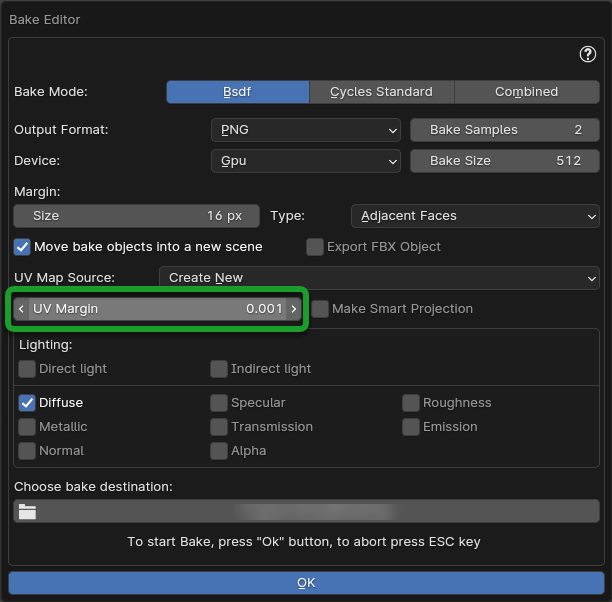 Bake Editor
?
Bake Mode: Bsdf Cycles Standard Combined
Output Format: PNG Bake Samples 2
Device: Gpu Bake Size 512
Margin:
Size 16 px Type: Adjacent Faces
Move bake objects into a new scene Export FBX Object
UV Map Source: Create New
UV Margin 0.001 Make Smart Projection
Lighting:
Direct light Indirect light
Diffuse Specular Roughness
Metallic Transmission Emission
Normal Alpha
Choose bake destination:
To start Bake, press "Ok" button, to abort press ESC key
OK